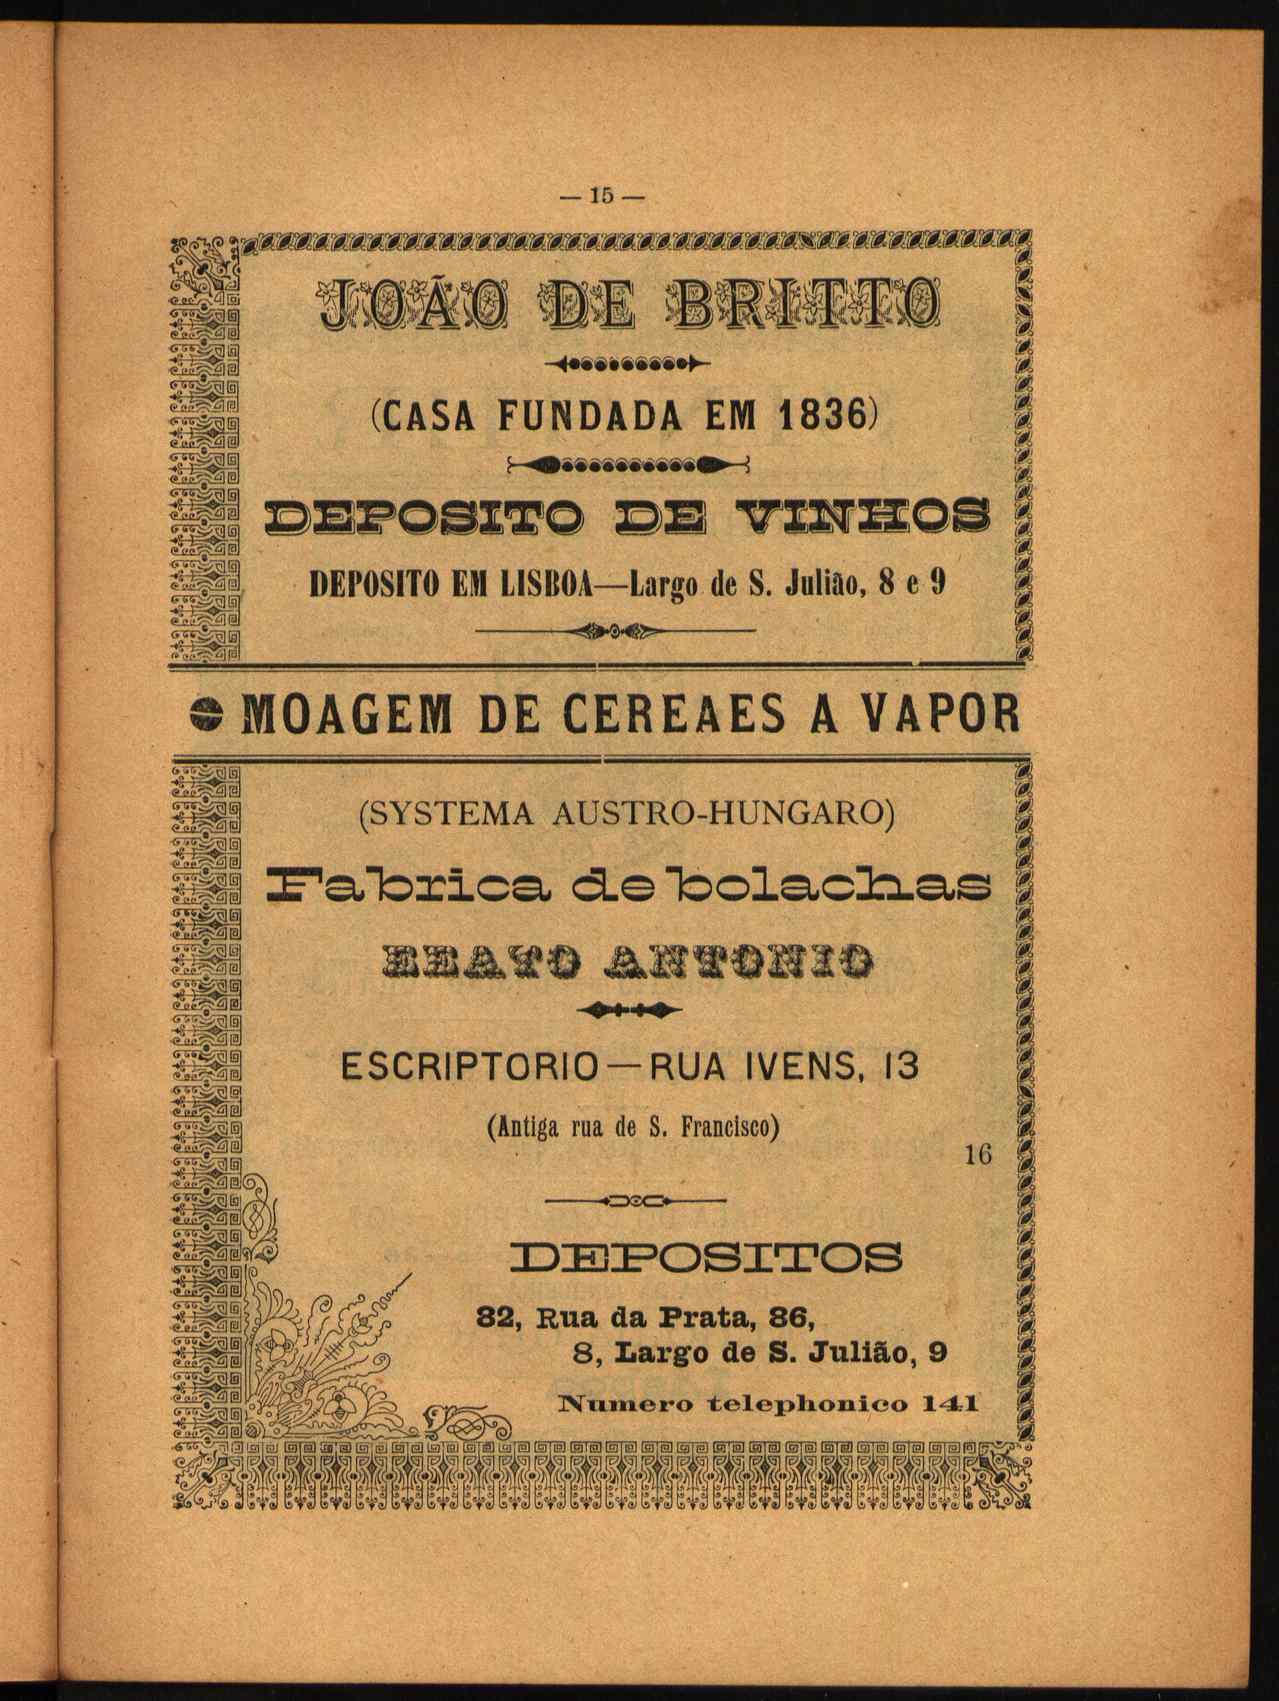 — 15 —
JOÃO DE BRITTO
(CASA FUNDADA EM 1836)
DEPOSITO DE VINHOS
DEPOSITO EM LISBOA—Largo de S. Julião, 8 e 9
MOAGEM DE CEREAES A VAPOR
(SYSTEMA AUSTRO-HUNGARO)
Fabrica de bolachas
BEATO ANTONIO
ESCRIPTORIO — RUA IVENS, 13
(Antiga rua de S. Francisco)
16
DEPOSITOS
82, Rua da Prata, 86,
8, Largo de S. Julião, 9
Numero telephonico 141